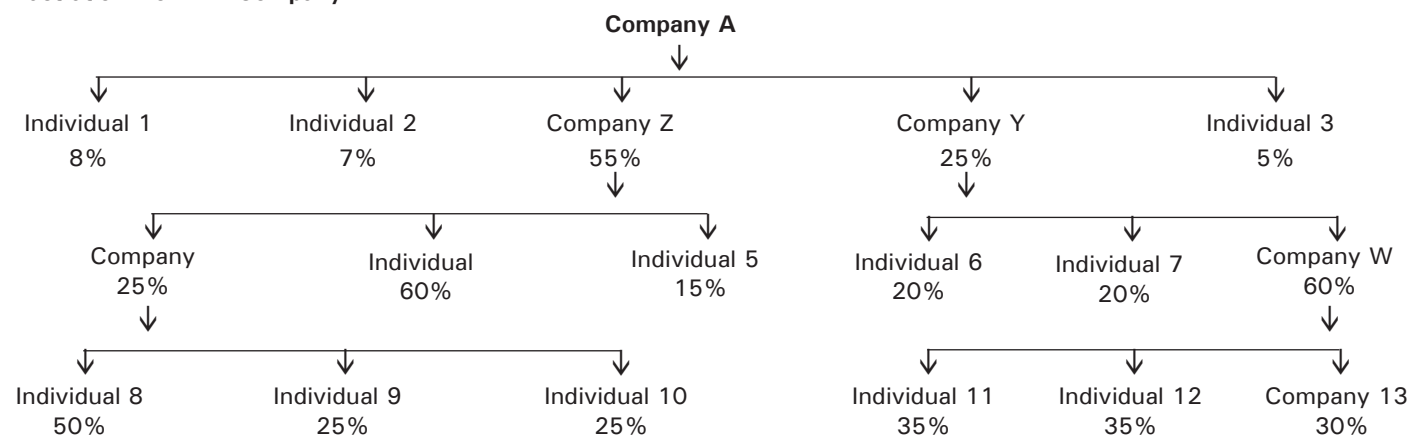 Company A
Individual 1 Individual 2 Company Z Company Y Individual 3
8% 7% 55% 25% 5%
Company Individual Individual 5 Individual 6 Individual 7 Company W
25% 60% 15% 20% 20% 60%
Individual 8 Individual 9 Individual 10 Individual 11 Individual 12 Company 13
50% 25% 25% 35% 35% 30%